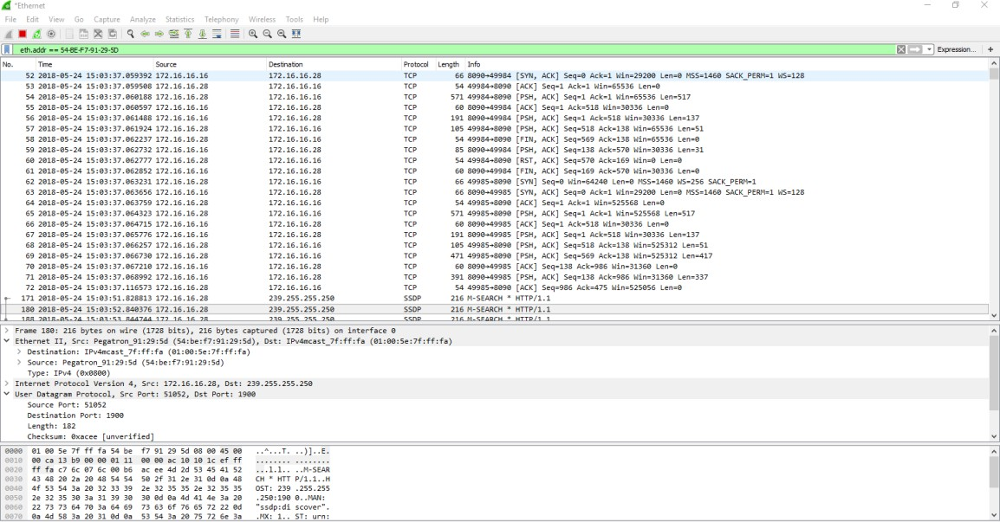 *Ethernet
File Edit View Go Capture Analyze Statistics Telephony Wireless Tools Help
eth.addr == 54-BE-F7-91-29-5D Expression... +
No. Time Source Destination Protocol Length Info
52 2018-05-24 15:03:37.059392 172.16.16.16 172.16.16.28 TCP 66 8090→49984 [SYN, ACK] Seq=0 Ack=1 Win=29200 Len=0 MSS=1460 SACK_PERM=1 WS=128
53 2018-05-24 15:03:37.059508 172.16.16.28 172.16.16.16 TCP 54 49984→8090 [ACK] Seq=1 Ack=1 Win=65536 Len=0
54 2018-05-24 15:03:37.060188 172.16.16.28 172.16.16.16 TCP 571 49984→8090 [PSH, ACK] Seq=1 Ack=1 Win=65536 Len=517
55 2018-05-24 15:03:37.060597 172.16.16.16 172.16.16.28 TCP 60 8090→49984 [ACK] Seq=1 Ack=518 Win=30336 Len=0
56 2018-05-24 15:03:37.061488 172.16.16.16 172.16.16.28 TCP 191 8090→49984 [PSH, ACK] Seq=1 Ack=518 Win=30336 Len=137
57 2018-05-24 15:03:37.061924 172.16.16.28 172.16.16.16 TCP 105 49984→8090 [PSH, ACK] Seq=518 Ack=138 Win=65536 Len=51
58 2018-05-24 15:03:37.062237 172.16.16.28 172.16.16.16 TCP 54 49984→8090 [FIN, ACK] Seq=569 Ack=138 Win=65536 Len=0
59 2018-05-24 15:03:37.062732 172.16.16.16 172.16.16.28 TCP 85 8090→49984 [PSH, ACK] Seq=138 Ack=570 Win=30336 Len=31
60 2018-05-24 15:03:37.062777 172.16.16.28 172.16.16.16 TCP 54 49984→8090 [RST, ACK] Seq=570 Ack=169 Win=0 Len=0
61 2018-05-24 15:03:37.062852 172.16.16.16 172.16.16.28 TCP 60 8090→49984 [FIN, ACK] Seq=169 Ack=570 Win=30336 Len=0
62 2018-05-24 15:03:37.063231 172.16.16.28 172.16.16.16 TCP 66 49985→8090 [SYN] Seq=0 Win=64240 Len=0 MSS=1460 WS=256 SACK_PERM=1
63 2018-05-24 15:03:37.063656 172.16.16.16 172.16.16.28 TCP 66 8090→49985 [SYN, ACK] Seq=0 Ack=1 Win=29200 Len=0 MSS=1460 SACK_PERM=1 WS=128
64 2018-05-24 15:03:37.063759 172.16.16.28 172.16.16.16 TCP 54 49985→8090 [ACK] Seq=1 Ack=1 Win=525568 Len=0
65 2018-05-24 15:03:37.064323 172.16.16.28 172.16.16.16 TCP 571 49985→8090 [PSH, ACK] Seq=1 Ack=1 Win=525568 Len=517
66 2018-05-24 15:03:37.064715 172.16.16.16 172.16.16.28 TCP 60 8090→49985 [ACK] Seq=1 Ack=518 Win=30336 Len=0
67 2018-05-24 15:03:37.065776 172.16.16.16 172.16.16.28 TCP 191 8090→49985 [PSH, ACK] Seq=1 Ack=518 Win=30336 Len=137
68 2018-05-24 15:03:37.066257 172.16.16.28 172.16.16.16 TCP 105 49985→8090 [PSH, ACK] Seq=518 Ack=138 Win=525312 Len=51
69 2018-05-24 15:03:37.066730 172.16.16.28 172.16.16.16 TCP 471 49985→8090 [PSH, ACK] Seq=569 Ack=138 Win=525312 Len=417
70 2018-05-24 15:03:37.067210 172.16.16.16 172.16.16.28 TCP 60 8090→49985 [ACK] Seq=138 Ack=986 Win=31360 Len=0
71 2018-05-24 15:03:37.068992 172.16.16.16 172.16.16.28 TCP 391 8090→49985 [PSH, ACK] Seq=138 Ack=986 Win=31360 Len=337
72 2018-05-24 15:03:37.116573 172.16.16.28 172.16.16.16 TCP 54 49985→8090 [ACK] Seq=986 Ack=475 Win=525056 Len=0
171 2018-05-24 15:03:51.828813 172.16.16.28 239.255.255.250 SSDP 216 M-SEARCH * HTTP/1.1
180 2018-05-24 15:03:52.840376 172.16.16.28 239.255.255.250 SSDP 216 M-SEARCH * HTTP/1.1
188 2018-05-24 15:03:53.844744 172.16.16.28 239.255.255.250 SSDP 216 M-SEARCH * HTTP/1.1
Frame 180: 216 bytes on wire (1728 bits), 216 bytes captured (1728 bits) on interface 0
Ethernet II, Src: Pegatron_91:29:5d (54:be:f7:91:29:5d), Dst: IPv4mcast_7f:ff:fa (01:00:5e:7f:ff:fa)
Destination: IPv4mcast_7f:ff:fa (01:00:5e:7f:ff:fa)
Source: Pegatron_91:29:5d (54:be:f7:91:29:5d)
Type: IPv4 (0x0800)
Internet Protocol Version 4, Src: 172.16.16.28, Dst: 239.255.255.250
User Datagram Protocol, Src Port: 51052, Dst Port: 1900
Source Port: 51052
Destination Port: 1900
Length: 182
Checksum: 0xacee [unverified]
0000 01 00 5e 7f ff fa 54 be f7 91 29 5d 08 00 45 00 ..^...T. ..)]..E.
0010 00 ca 13 b9 00 00 01 11 00 00 ac 10 10 1c ef ff ........ ........
0020 ff fa c7 6c 07 6c 00 b6 ac ee 4d 2d 53 45 41 52 ...l.l.. ..M-SEAR
0030 43 48 20 2a 20 48 54 54 50 2f 31 2e 31 0d 0a 48 CH * HTT P/1.1..H
0040 4f 53 54 3a 20 32 33 39 2e 32 35 35 2e 32 35 35 OST: 239 .255.255
0050 2e 32 35 30 3a 31 39 30 30 0d 0a 4d 41 4e 3a 20 .250:190 0..MAN:
0060 22 73 73 64 70 3a 64 69 73 63 6f 76 65 72 22 0d "ssdp:di scover".
0070 0a 4d 58 3a 20 31 0d 0a 53 54 3a 20 75 72 6e 3a .MX: 1.. ST: urn: